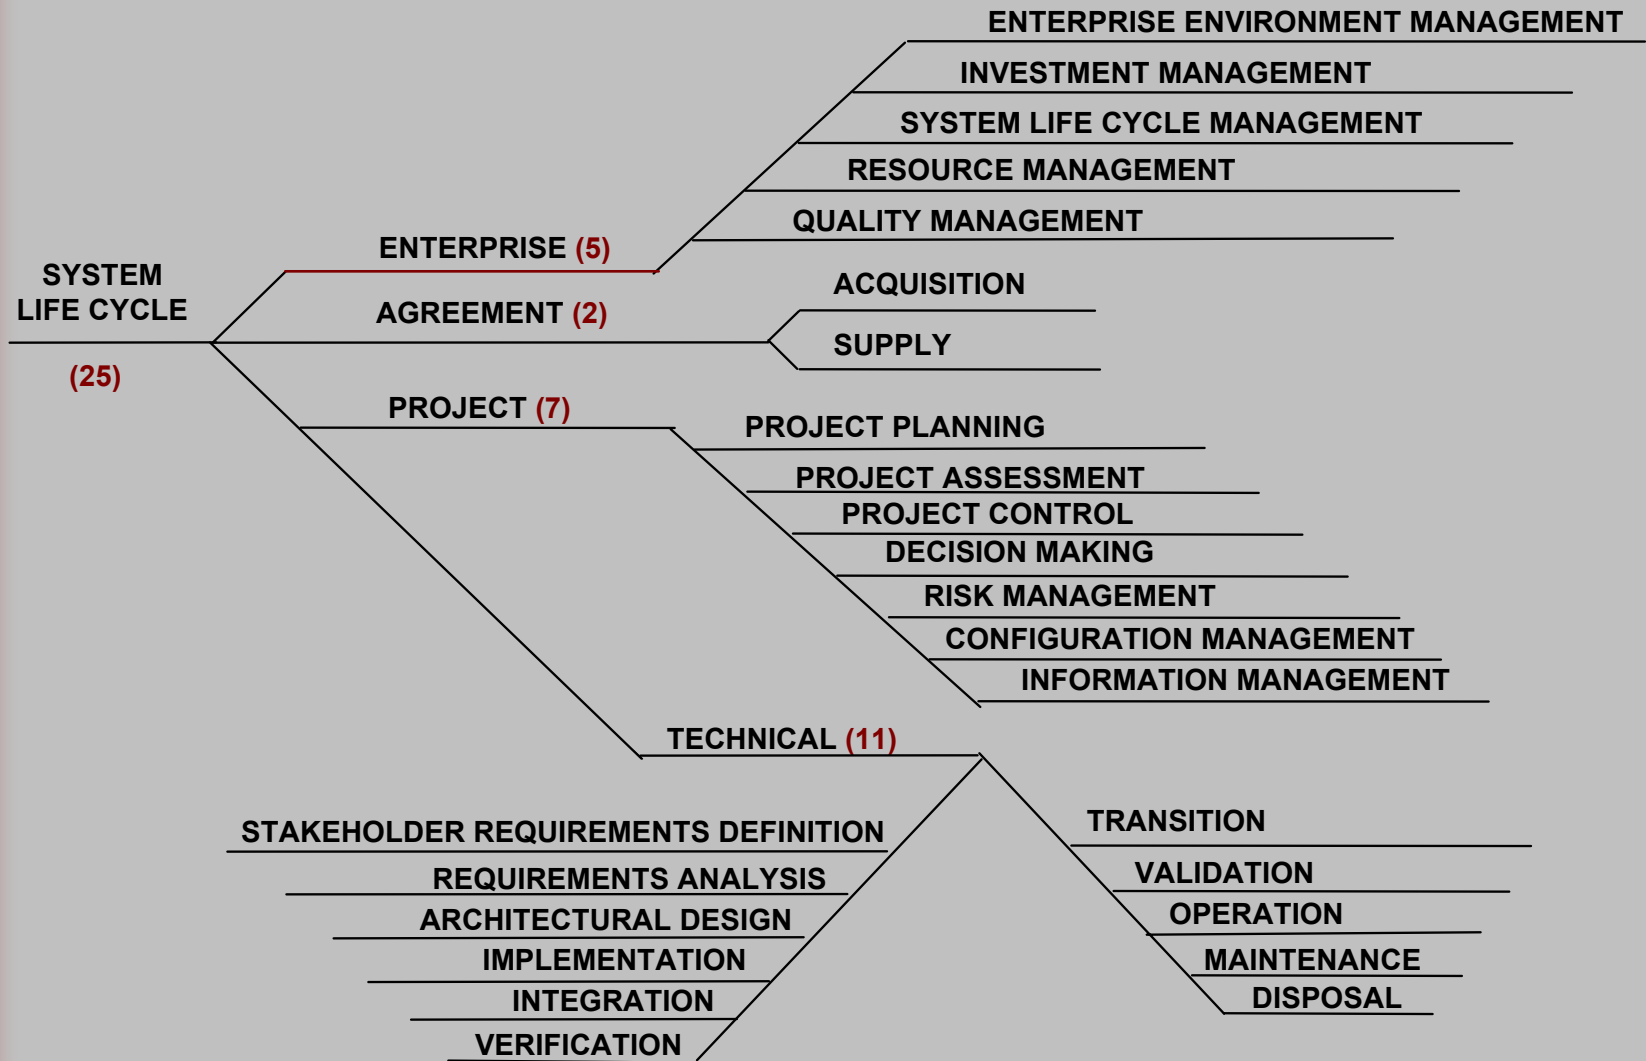 ENTERPRISE ENVIRONMENT MANAGEMENT
INVESTMENT MANAGEMENT
SYSTEM LIFE CYCLE MANAGEMENT
RESOURCE MANAGEMENT
QUALITY MANAGEMENT
ENTERPRISE (5)
SYSTEM
LIFE CYCLE
(25)
AGREEMENT (2)
ACQUISITION
SUPPLY
PROJECT (7)
PROJECT PLANNING
PROJECT ASSESSMENT
PROJECT CONTROL
DECISION MAKING
RISK MANAGEMENT
CONFIGURATION MANAGEMENT
INFORMATION MANAGEMENT
TECHNICAL (11)
STAKEHOLDER REQUIREMENTS DEFINITION
REQUIREMENTS ANALYSIS
ARCHITECTURAL DESIGN
IMPLEMENTATION
INTEGRATION
VERIFICATION
TRANSITION
VALIDATION
OPERATION
MAINTENANCE
DISPOSAL